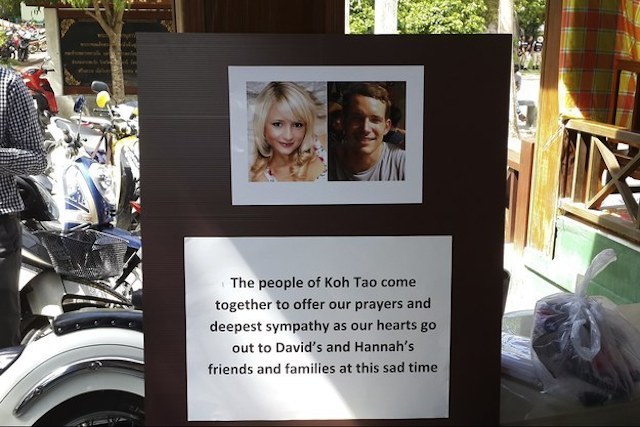 The people of Koh Tao come
together to offer our prayers and
deepest sympathy as our hearts go
out to David's and Hannah's
friends and families at this sad time